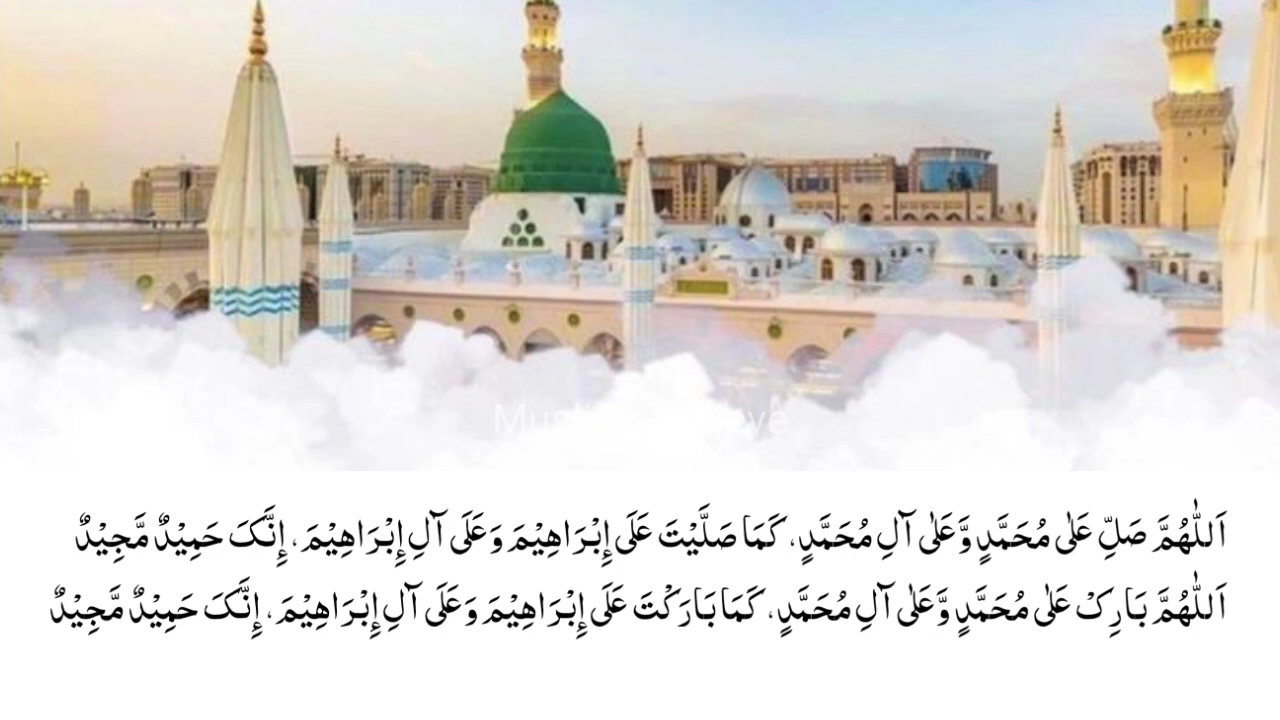 اَللّٰهُمَّ صَلِّ عَلٰی مُحَمَّدٍ وَّعَلٰی آلِ مُحَمَّدٍ، کَمَا صَلَّیْتَ عَلَی إِبْرَاهِیْمَ وَعَلَی آلِ إِبْرَاهِیْمَ، إِنَّکَ حَمِیْدٌ مَّجِیْدٌ
اَللّٰهُمَّ بَارِکْ عَلٰی مُحَمَّدٍ وَّعَلٰی آلِ مُحَمَّدٍ، کَمَا بَارَکْتَ عَلَی إِبْرَاهِیْمَ وَعَلَی آلِ إِبْرَاهِیْمَ، إِنَّکَ حَمِیْدٌ مَّجِیْدٌ